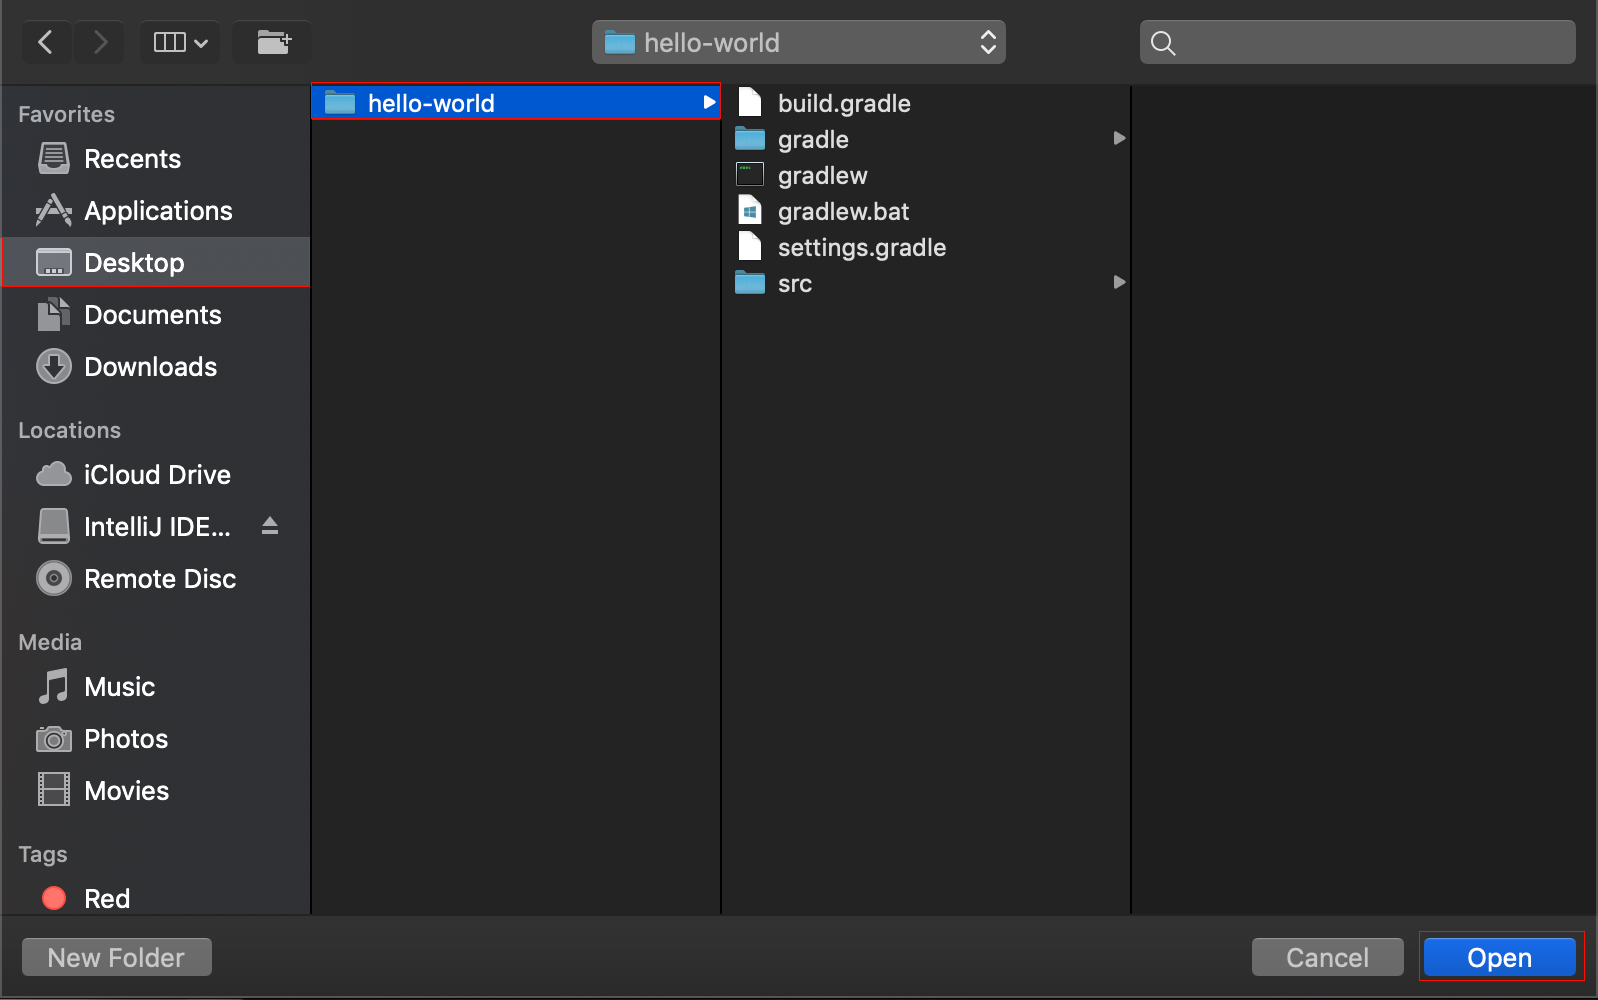 hello-world
Favorites
Recents
Applications
Desktop
Documents
Downloads
Locations
iCloud Drive
IntelliJ IDE...
Remote Disc
Media
Music
Photos
Movies
Tags
Red
hello-world
build.gradle
gradle
gradlew
gradlew.bat
settings.gradle
src
New Folder
Cancel
Open